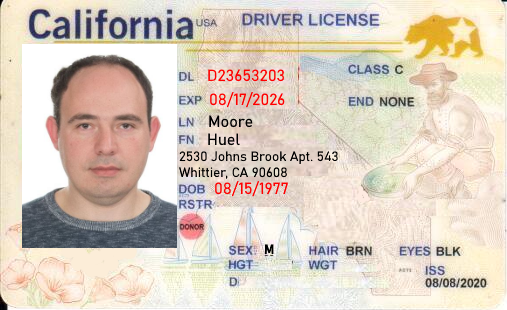 California USA DRIVER LICENSE
DL D23653203 CLASS C
EXP 08/17/2026 END NONE
LN Moore
FN Huel
2530 Johns Brook Apt. 543
Whittier, CA 90608
DOB 08/15/1977
RSTR
DONOR
SEX M HAIR BRN EYES BLK
HGT WGT ISS
D 08/08/2020